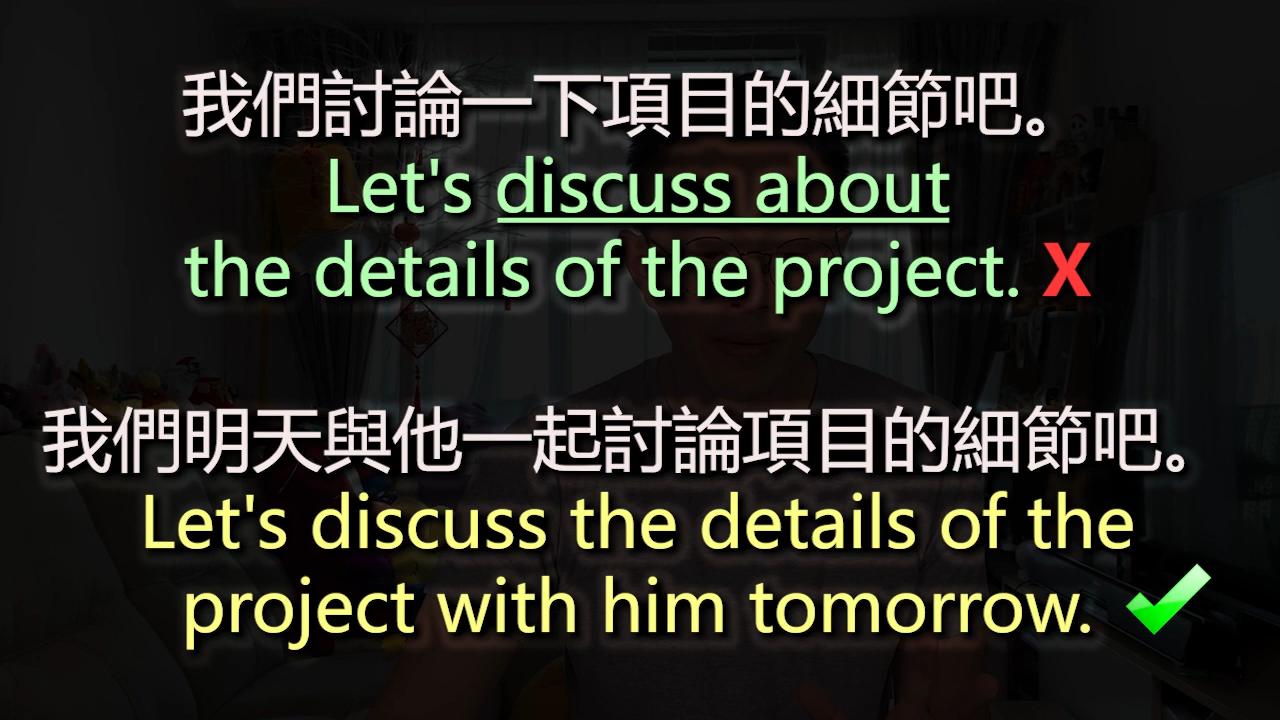 我們討論一下項目的細節吧。
Let's discuss about
the details of the project. X
我們明天與他一起討論項目的細節吧。
Let's discuss the details of the
project with him tomorrow.